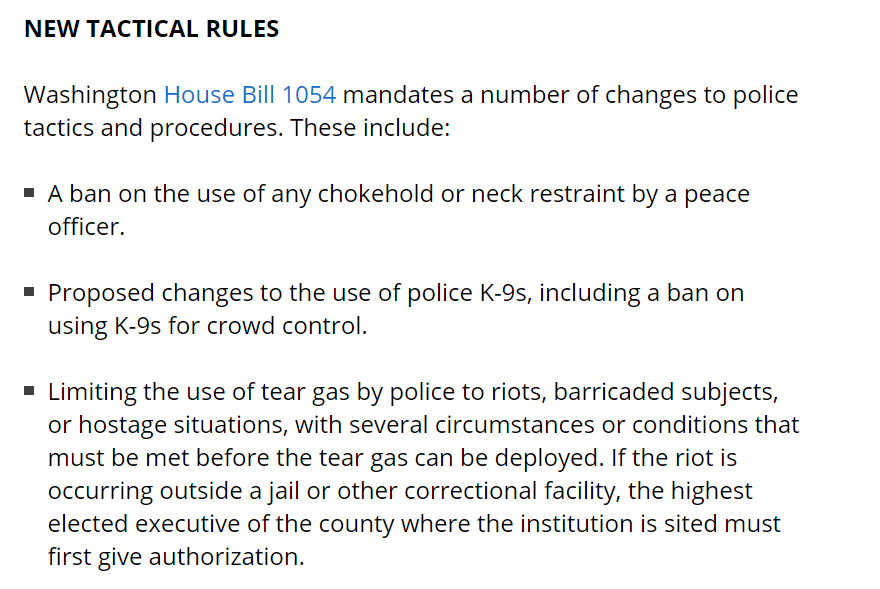 NEW TACTICAL RULES
Washington House Bill 1054 mandates a number of changes to police
tactics and procedures. These include:
▪ A ban on the use of any chokehold or neck restraint by a peace
officer.
▪ Proposed changes to the use of police K-9s, including a ban on
using K-9s for crowd control.
▪ Limiting the use of tear gas by police to riots, barricaded subjects,
or hostage situations, with several circumstances or conditions that
must be met before the tear gas can be deployed. If the riot is
occurring outside a jail or other correctional facility, the highest
elected executive of the county where the institution is sited must
first give authorization.